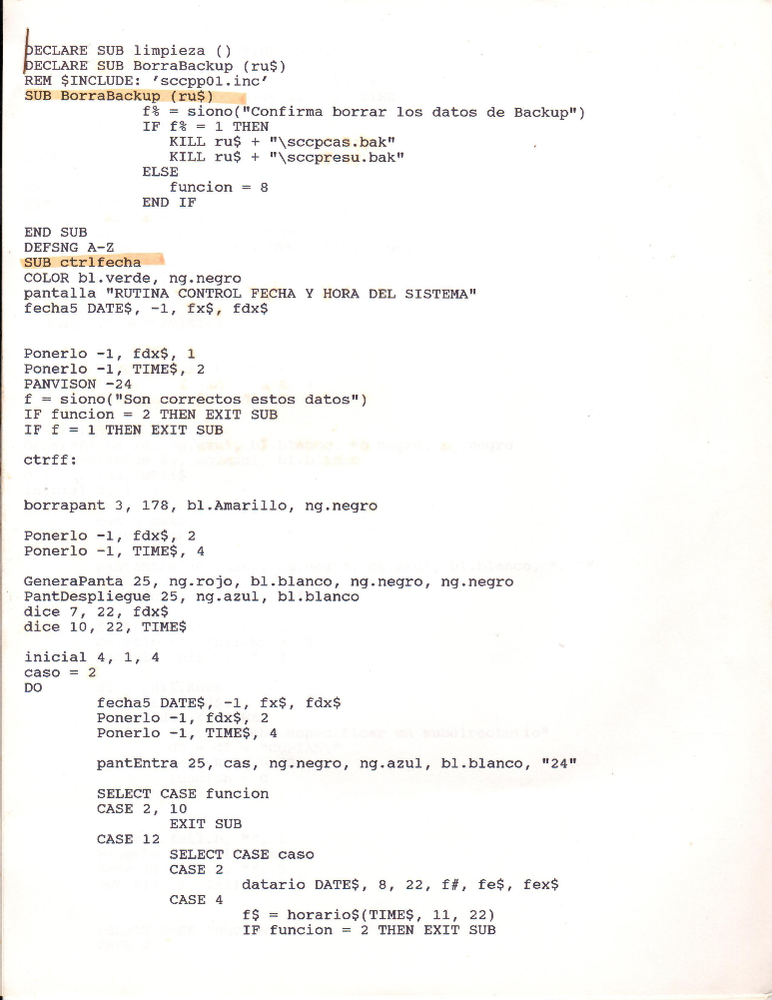 DECLARE SUB limpieza ()
DECLARE SUB BorraBackup (ru$)
REM $INCLUDE: 'sccpp01.inc'
SUB BorraBackup (ru$)
f% = siono("Confirma borrar los datos de Backup")
IF f% = 1 THEN
KILL ru$ + "\sccpcas.bak"
KILL ru$ + "\sccpresu.bak"
ELSE
funcion = 8
END IF
END SUB
DEFSNG A-Z
SUB ctrlfecha
COLOR bl.verde, ng.negro
pantalla "RUTINA CONTROL FECHA Y HORA DEL SISTEMA"
fecha5 DATE$, -1, fx$, fdx$
Ponerlo -1, fdx$, 1
Ponerlo -1, TIME$, 2
PANVISON -24
f = siono("Son correctos estos datos")
IF funcion = 2 THEN EXIT SUB
IF f = 1 THEN EXIT SUB
ctrff:
borrapant 3, 178, bl.Amarillo, ng.negro
Ponerlo -1, fdx$, 2
Ponerlo -1, TIME$, 4
GeneraPanta 25, ng.rojo, bl.blanco, ng.negro, ng.negro
PantDespliegue 25, ng.azul, bl.blanco
dice 7, 22, fdx$
dice 10, 22, TIME$
inicial 4, 1, 4
caso = 2
DO
fecha5 DATE$, -1, fx$, fdx$
Ponerlo -1, fdx$, 2
Ponerlo -1, TIME$, 4
pantEntra 25, cas, ng.negro, ng.azul, bl.blanco, "24"
SELECT CASE funcion
CASE 2, 10
EXIT SUB
CASE 12
SELECT CASE caso
CASE 2
datario DATE$, 8, 22, f#, fe$, fex$
CASE 4
f$ = horario$(TIME$, 11, 22)
IF funcion = 2 THEN EXIT SUB